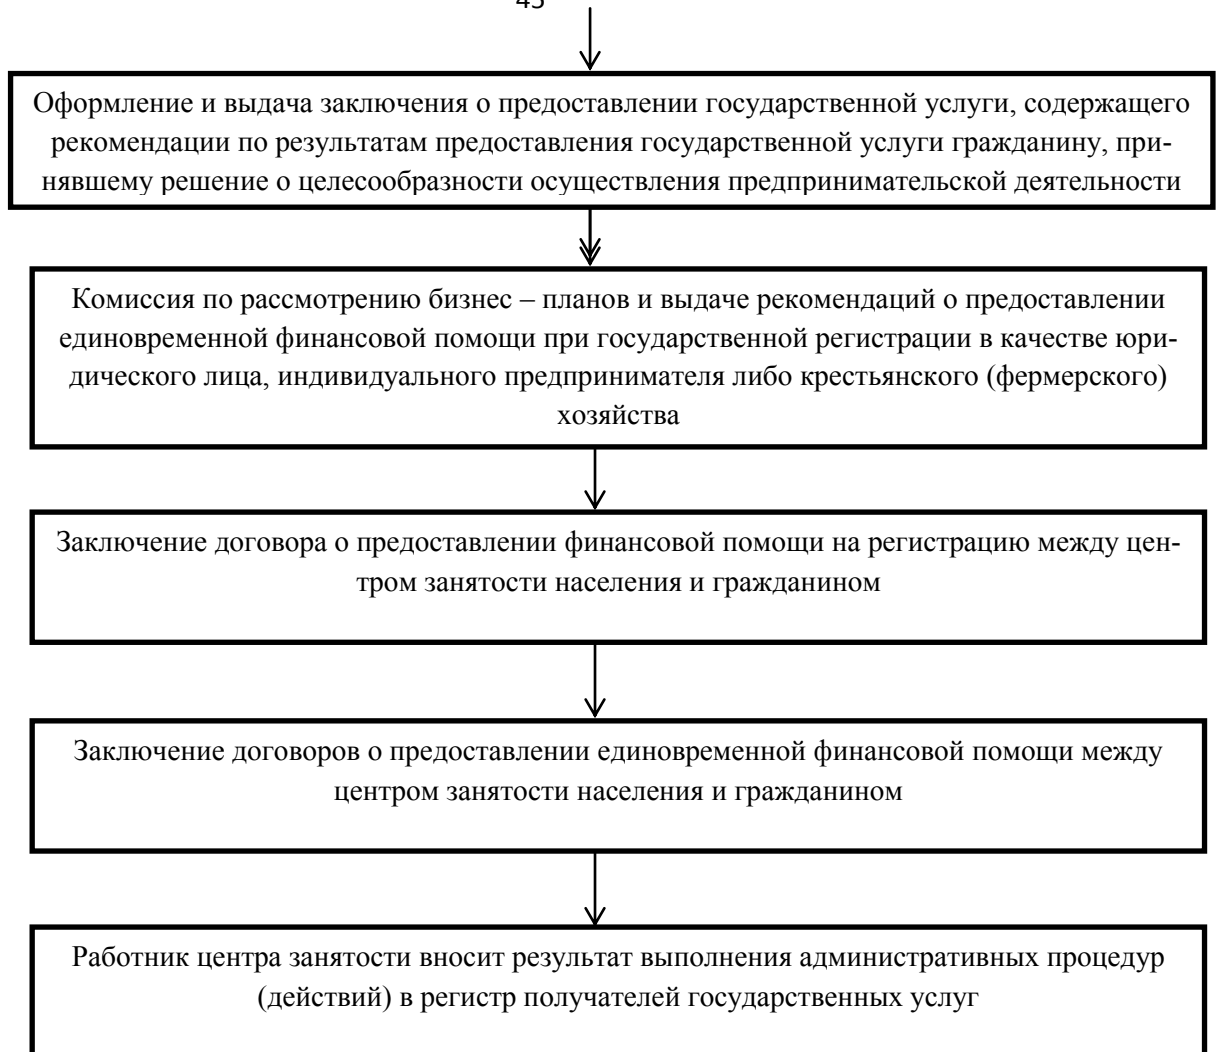 45
Оформление и выдача заключения о предоставлении государственной услуги, содержащего
рекомендации по результатам предоставления государственной услуги гражданину, при-
нявшему решение о целесообразности осуществления предпринимательской деятельности
Комиссия по рассмотрению бизнес – планов и выдаче рекомендаций о предоставлении
единовременной финансовой помощи при государственной регистрации в качестве юри-
дического лица, индивидуального предпринимателя либо крестьянского (фермерского)
хозяйства
Заключение договора о предоставлении финансовой помощи на регистрацию между цен-
тром занятости населения и гражданином
Заключение договоров о предоставлении единовременной финансовой помощи между
центром занятости населения и гражданином
Работник центра занятости вносит результат выполнения административных процедур
(действий) в регистр получателей государственных услуг